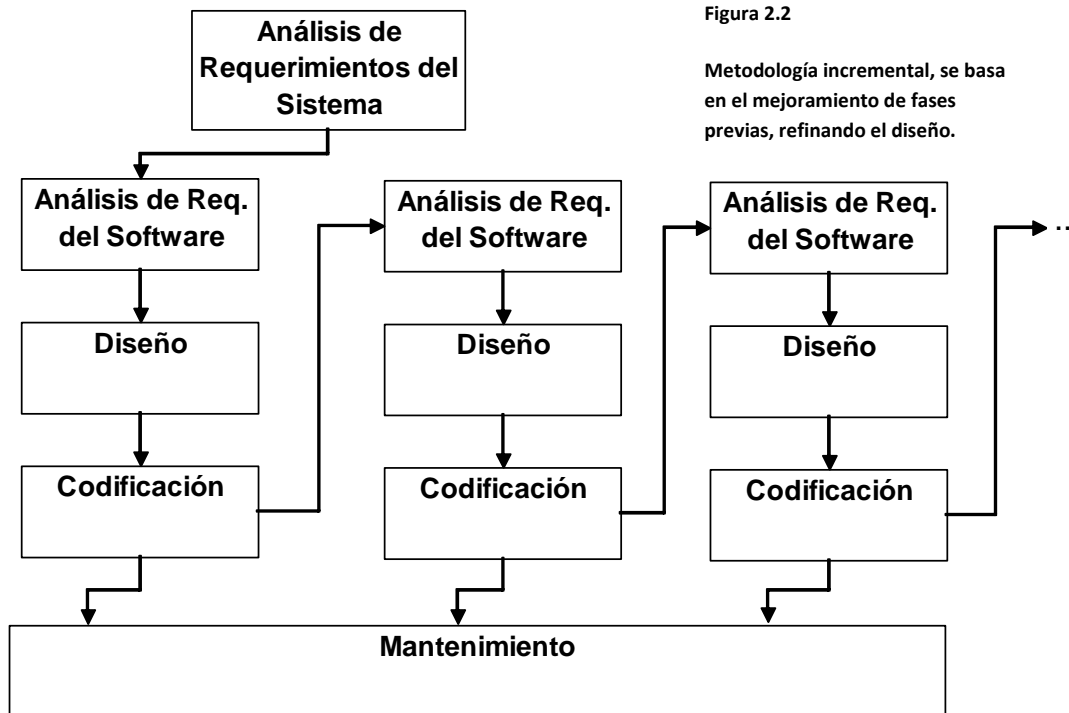 Figura 2.2
Metodología incremental, se basa
en el mejoramiento de fases
previas, refinando el diseño.
Análisis de
Requerimientos del
Sistema
Análisis de Req.
del Software
Diseño
Codificación
Análisis de Req.
del Software
Diseño
Codificación
Análisis de Req.
del Software
Diseño
Codificación
..
Mantenimiento